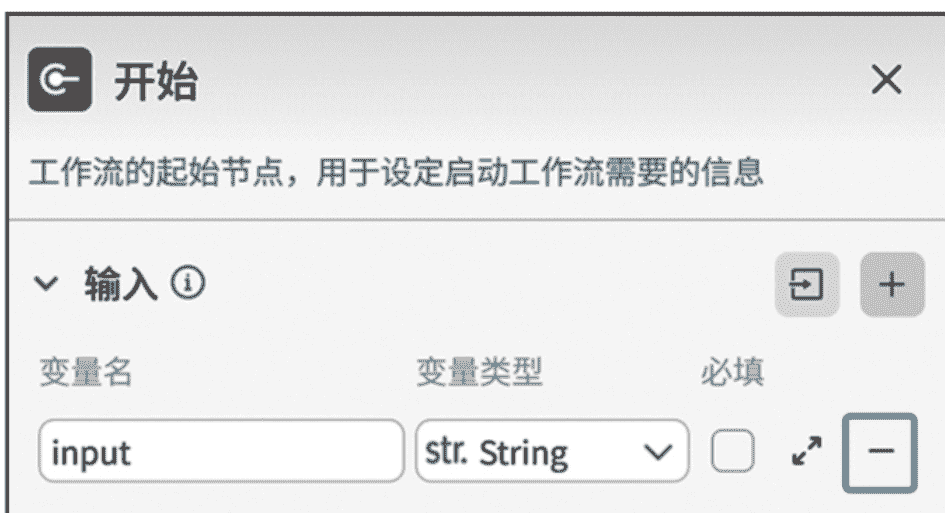 开始
工作流的起始节点，用于设定启动工作流需要的信息
输入
变量名 变量类型 必填
input str. String